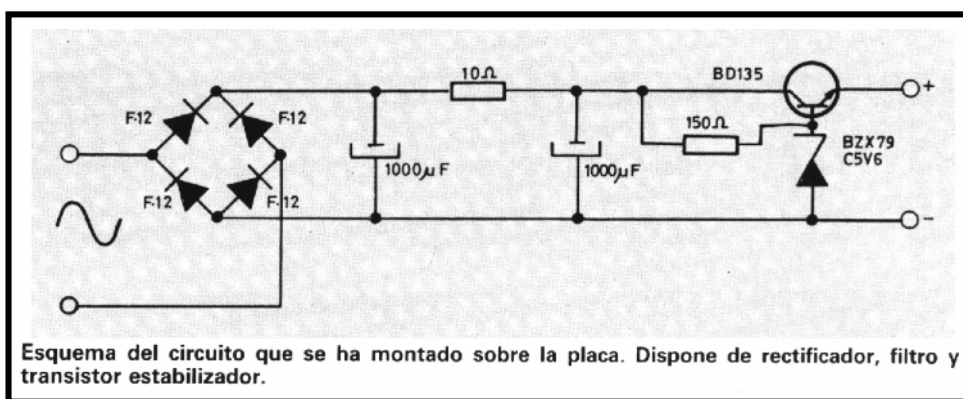 10Ω
BD135
+
F-12
F-12
150Ω
BZX79
C5V6
1000µF
1000µF
F-12
F-12
−
Esquema del circuito que se ha montado sobre la placa. Dispone de rectificador, filtro y
transistor estabilizador.